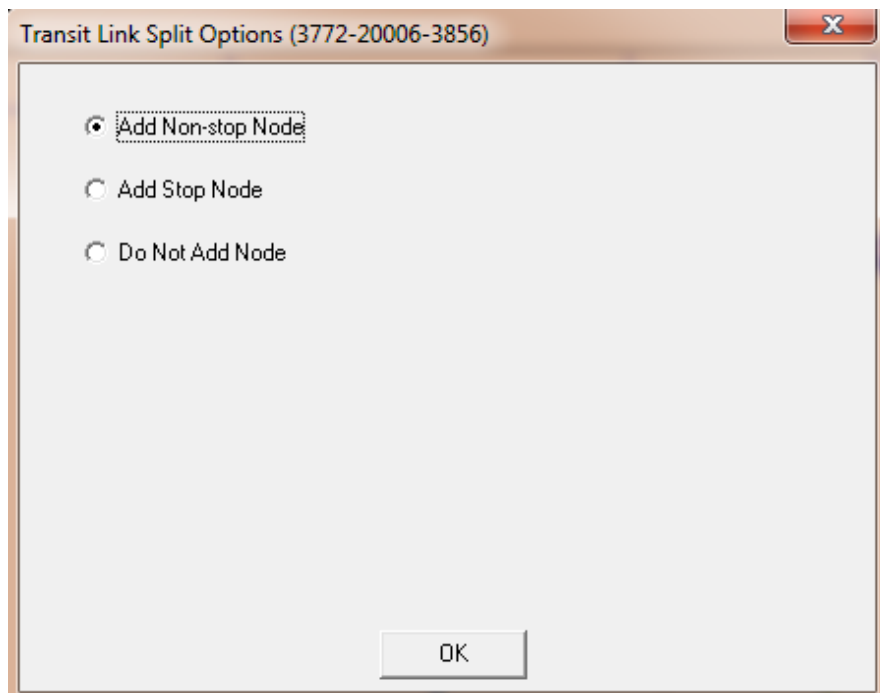 Transit Link Split Options (3772-20006-3856)
Add Non-stop Node
Add Stop Node
Do Not Add Node
OK